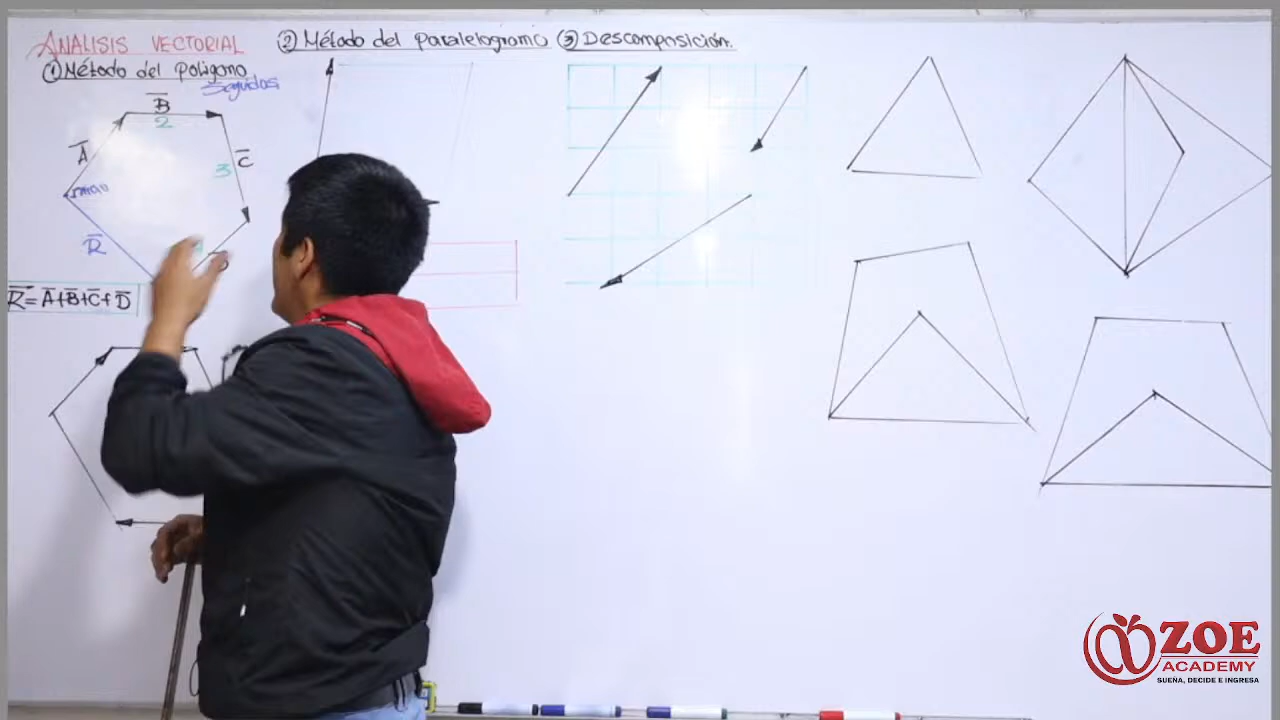 ANALISIS VECTORIAL
① Método del Polígono
Seguidos
② Método del Paralelogramo
③ Descomposición.
B
2
A
C
3
inicio
R
D
R = A+B+C+D
ZOE
ACADEMY
SUEÑA, DECIDE E INGRESA